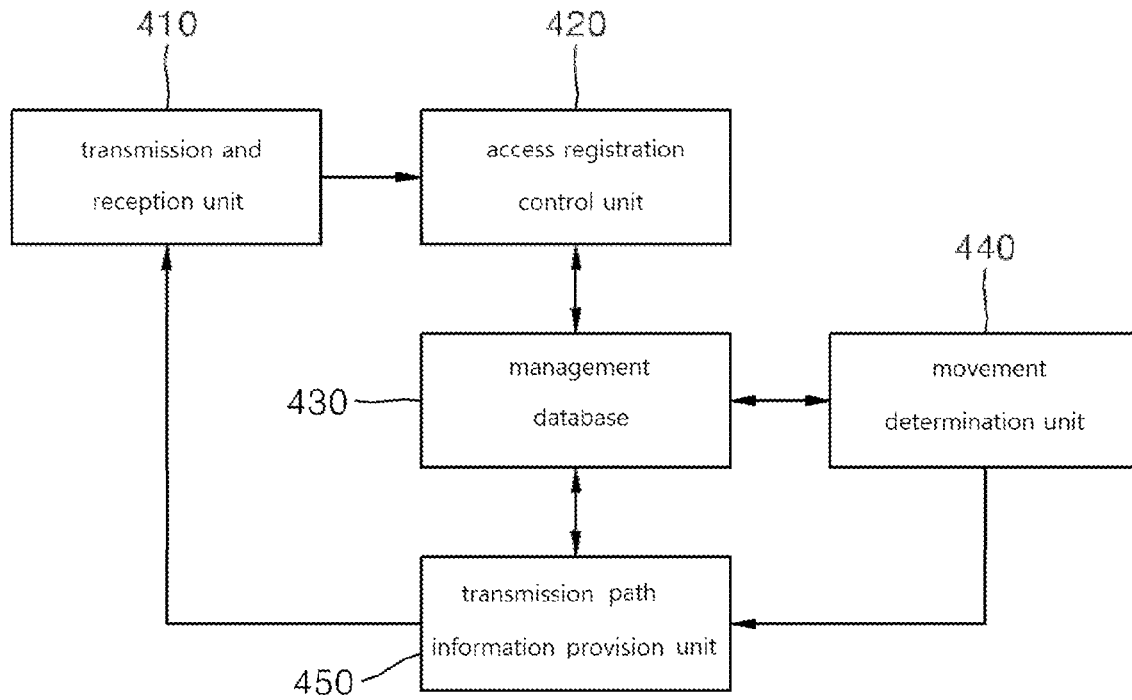 410
420
transmission and
reception unit
access registration
control unit
440
430
management
database
movement
determination unit
transmission path
information provision unit
450